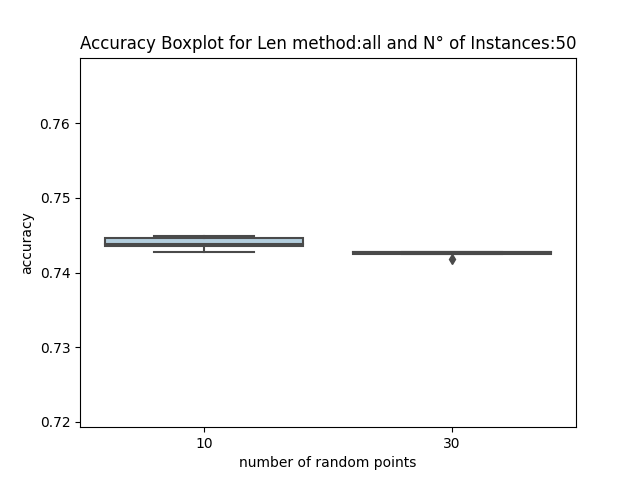 Accuracy Boxplot for Len method:all and N° of Instances:50
0.76
0.75
0.74
0.73
0.72
accuracy
10 30
number of random points